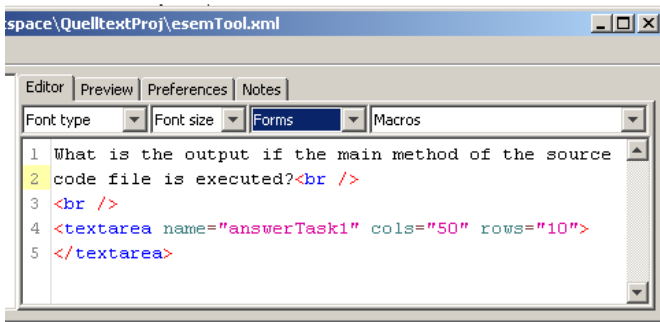 space\QuelltextProj\esemTool.xml
Editor Preview Preferences Notes
Font type Font size Forms Macros
1 What is the output if the main method of the source
2 code file is executed?<br />
3 <br />
4 <textarea name="answerTask1" cols="50" rows="10">
5 </textarea>